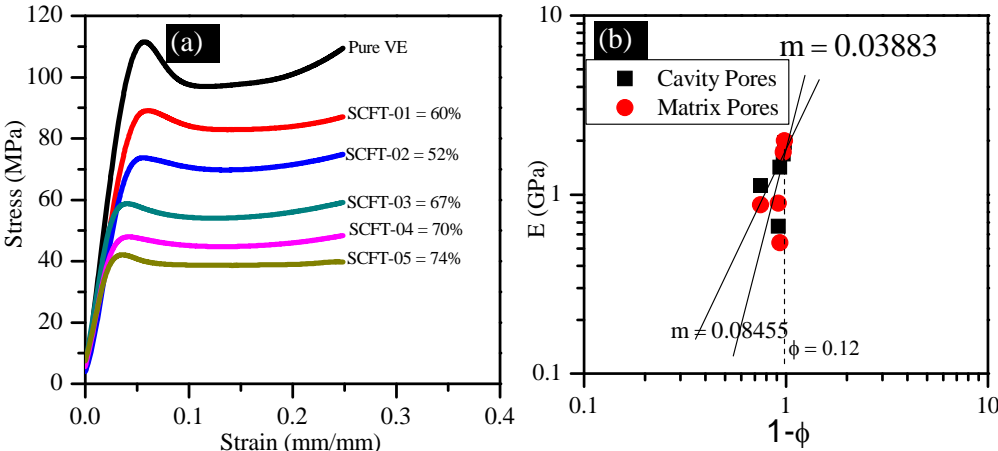 (a)
120
100
80
60
40
20
0
Stress (MPa)
0.0
0.1
0.2
0.3
0.4
Strain (mm/mm)
Pure VE
SCFT-01 = 60%
SCFT-02 = 52%
SCFT-03 = 67%
SCFT-04 = 70%
SCFT-05 = 74%
(b)
10
1
0.1
E (GPa)
0.1
1
10
1-ϕ
m = 0.03883
Cavity Pores
Matrix Pores
m = 0.08455
ϕ = 0.12